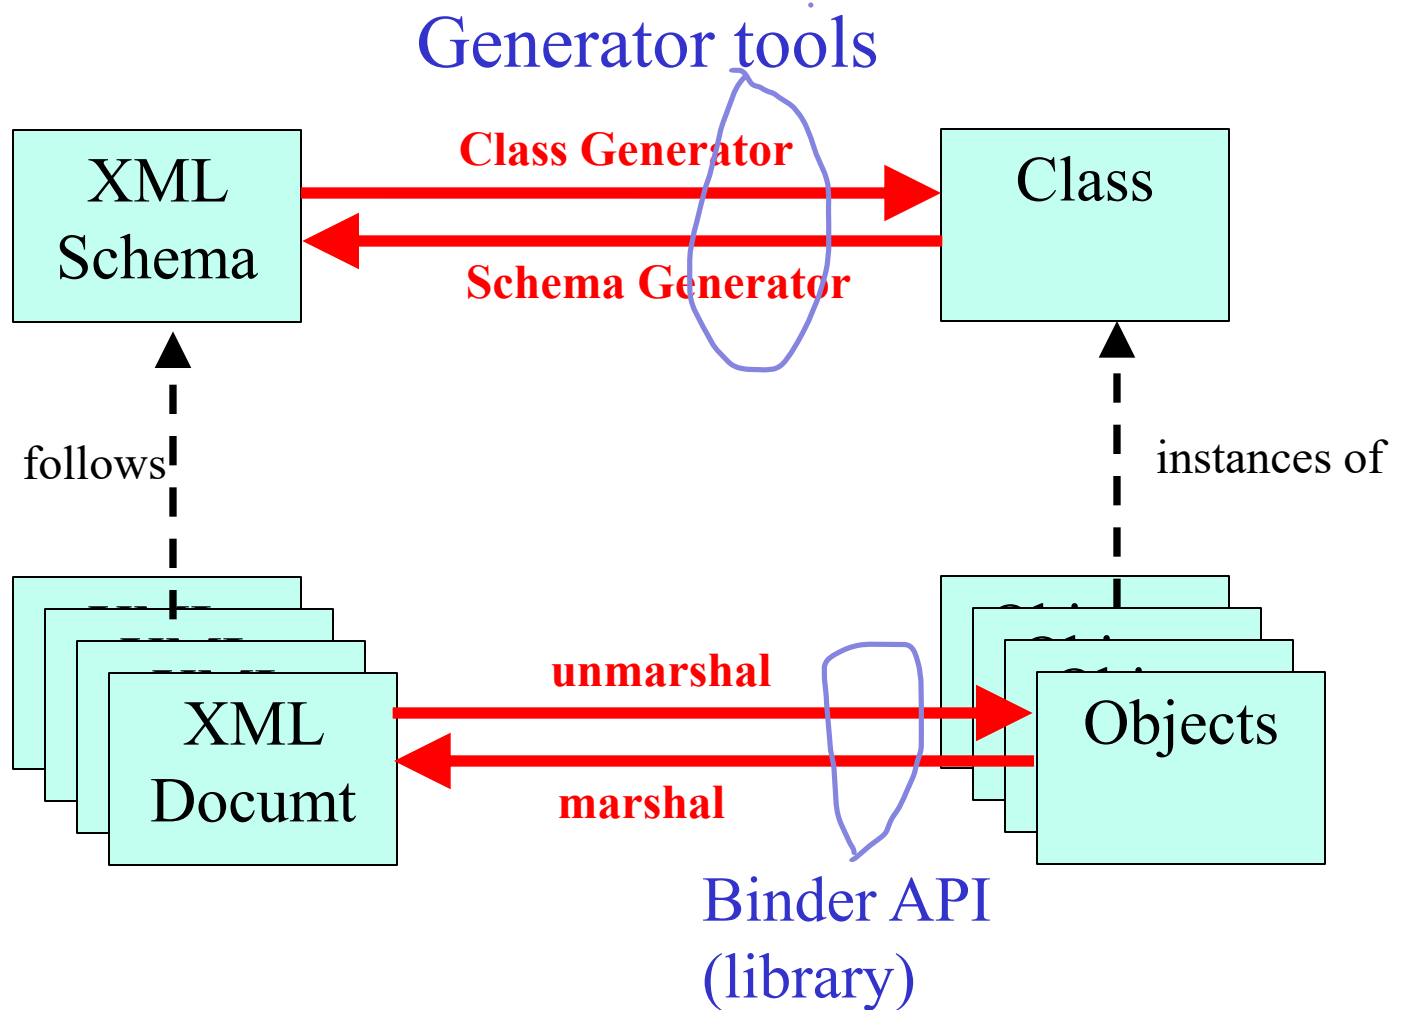 Generator tools
Class Generator
XML
Schema
Class
Schema Generator
follows
instances of
unmarshal
XML
Documt
Objects
marshal
Binder API
(library)